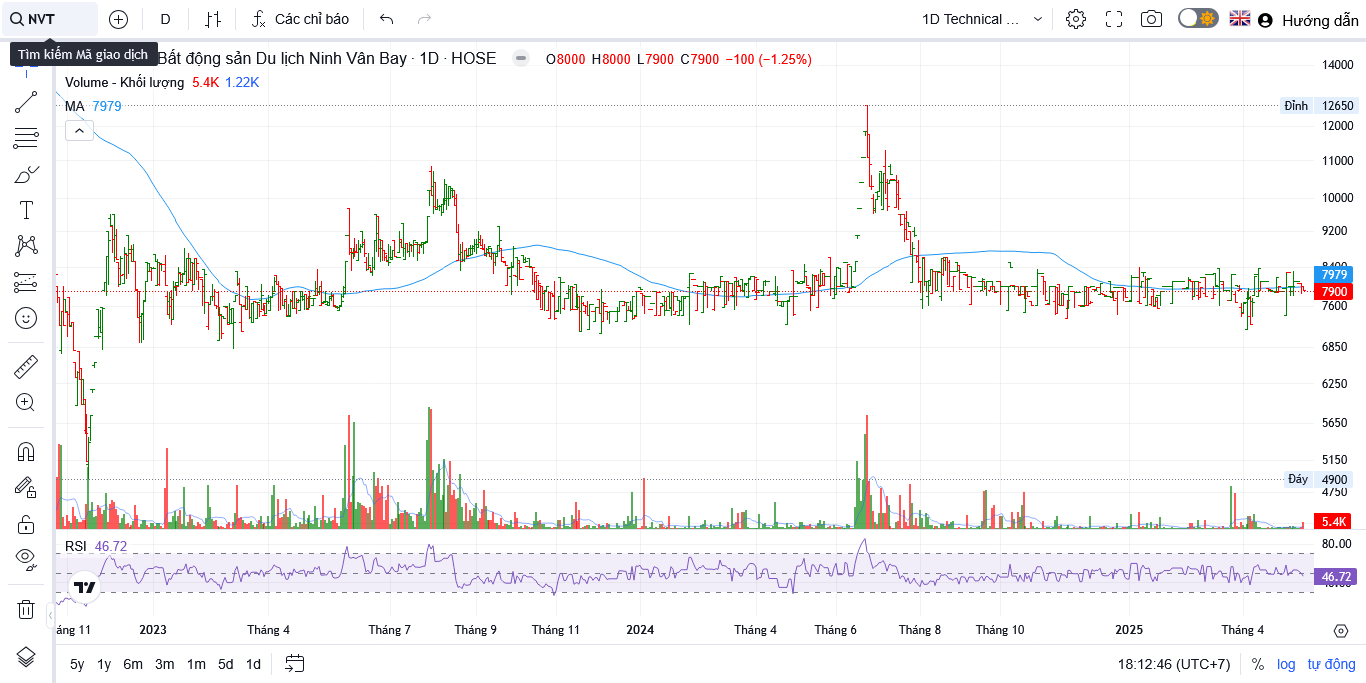 NVT
D
Các chỉ báo
1D Technical ...
Hướng dẫn
Tìm kiếm Mã giao dịch
Bất động sản Du lịch Ninh Vân Bay · 1D · HOSE
O8000 H8000 L7900 C7900 −100 (−1.25%)
Volume - Khối lượng 5.4K 1.22K
MA 7979
14000
Đỉnh 12650
12000
11000
10000
9200
8400
7979
7900
7600
6850
6250
5650
5150
Đáy 4900
4750
5.4K
RSI 46.72
80.00
46.72
áng 11 2023 Tháng 4 Tháng 7 Tháng 9 Tháng 11 2024 Tháng 4 Tháng 6 Tháng 8 Tháng 10 2025 Tháng 4
5y 1y 6m 3m 1m 5d 1d
18:12:46 (UTC+7) % log tự động